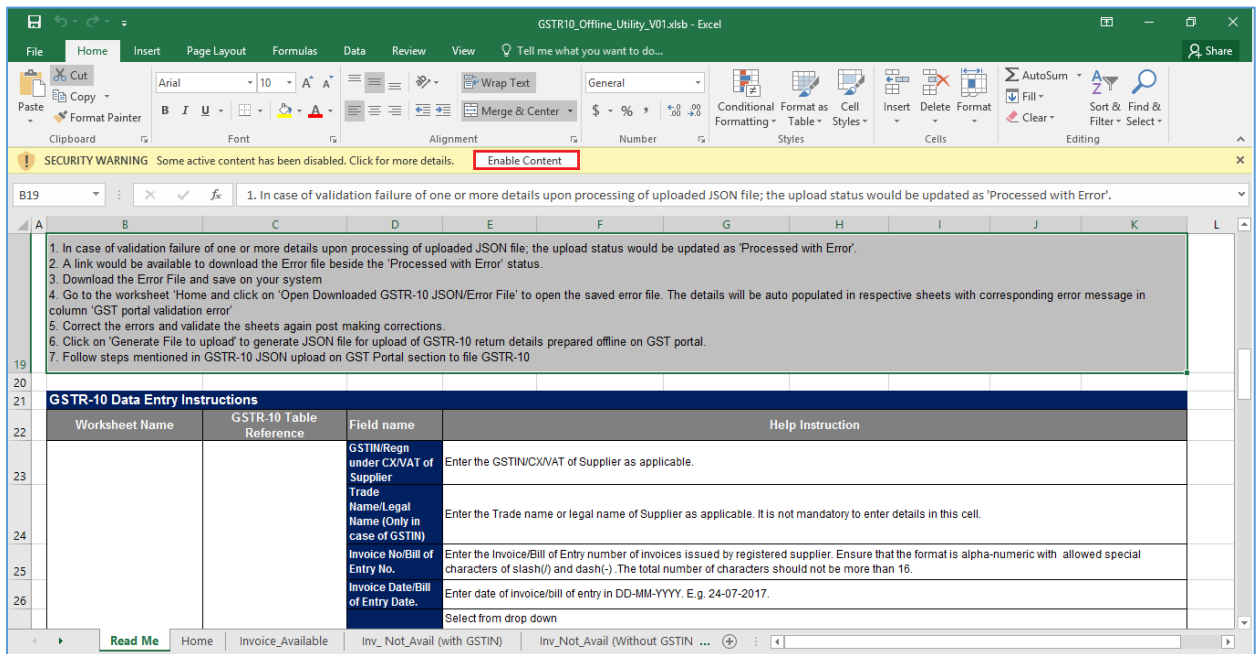 GSTR10_Offline_Utility_V01.xlsb - Excel
File Home Insert Page Layout Formulas Data Review View Tell me what you want to do... Share
Paste
Cut
Copy
Format Painter
Clipboard
Arial 10 A A
B I U A
Font
Wrap Text
Merge & Center
Alignment
General
$ % , .0 .00 .00 .0
Number
Conditional Formatting
Format as Table
Cell Styles
Styles
Insert Delete Format
Cells
AutoSum
Fill
Clear
Sort & Filter
Find & Select
Editing
SECURITY WARNING Some active content has been disabled. Click for more details. Enable Content
B19 fx 1. In case of validation failure of one or more details upon processing of uploaded JSON file; the upload status would be updated as 'Processed with Error'.
A B C D E F G H I J K L
1. In case of validation failure of one or more details upon processing of uploaded JSON file; the upload status would be updated as 'Processed with Error'.
2. A link would be available to download the Error file beside the 'Processed with Error' status.
3. Download the Error File and save on your system
4. Go to the worksheet 'Home and click on 'Open Downloaded GSTR-10 JSON/Error File' to open the saved error file. The details will be auto populated in respective sheets with corresponding error message in
column 'GST portal validation error'
5. Correct the errors and validate the sheets again post making corrections.
6. Click on 'Generate File to upload' to generate JSON file for upload of GSTR-10 return details prepared offline on GST portal.
7. Follow steps mentioned in GSTR-10 JSON upload on GST Portal section to file GSTR-10
19
20
21 GSTR-10 Data Entry Instructions
22 Worksheet Name
GSTR-10 Table
Reference
Field name
Help Instruction
23
GSTIN/Regn
under CX/VAT of
Supplier
Enter the GSTIN/CX/VAT of Supplier as applicable.
24
Trade
Name/Legal
Name (Only in
case of GSTIN)
Enter the Trade name or legal name of Supplier as applicable. It is not mandatory to enter details in this cell.
25
Invoice No/Bill of
Entry No.
Enter the Invoice/Bill of Entry number of invoices issued by registered supplier. Ensure that the format is alpha-numeric with allowed special
characters of slash(/) and dash(-) .The total number of characters should not be more than 16.
26
Invoice Date/Bill
of Entry Date.
Enter date of invoice/bill of entry in DD-MM-YYYY. E.g. 24-07-2017.
Select from drop down
Read Me Home Invoice_Available Inv_ Not_Avail (with GSTIN) Inv_Not_Avail (Without GSTIN ...